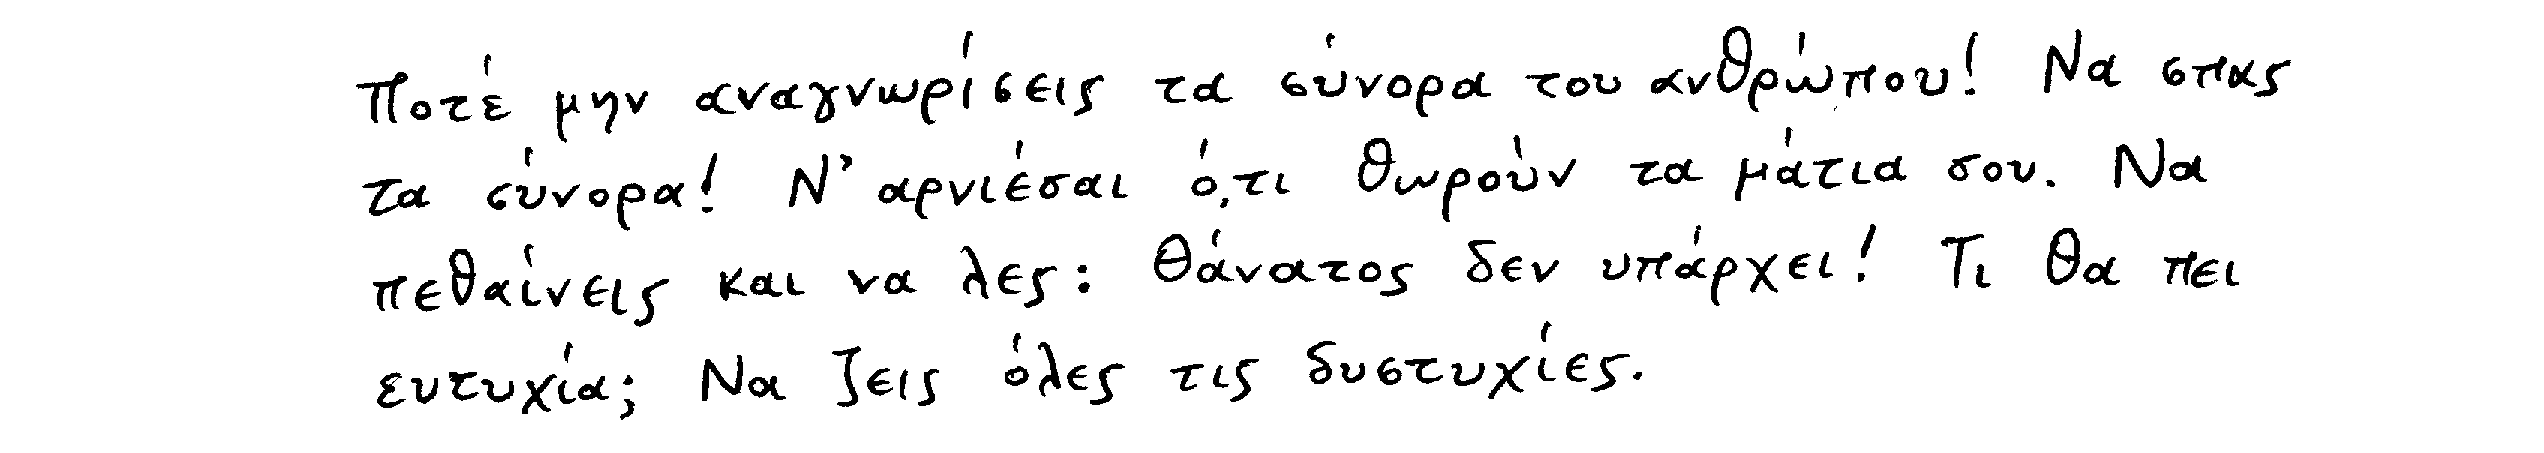 Ποτέ μην αναγνωρίσεις τα σύνορα του ανθρώπου! Να σπας
τα σύνορα! Ν' αρνιέσαι ό,τι θωρούν τα μάτια σου. Να
πεθαίνεις και να λες: Θάνατος δεν υπάρχει! Τι θα πει
ευτυχία; Να ζεις όλες τις δυστυχίες.